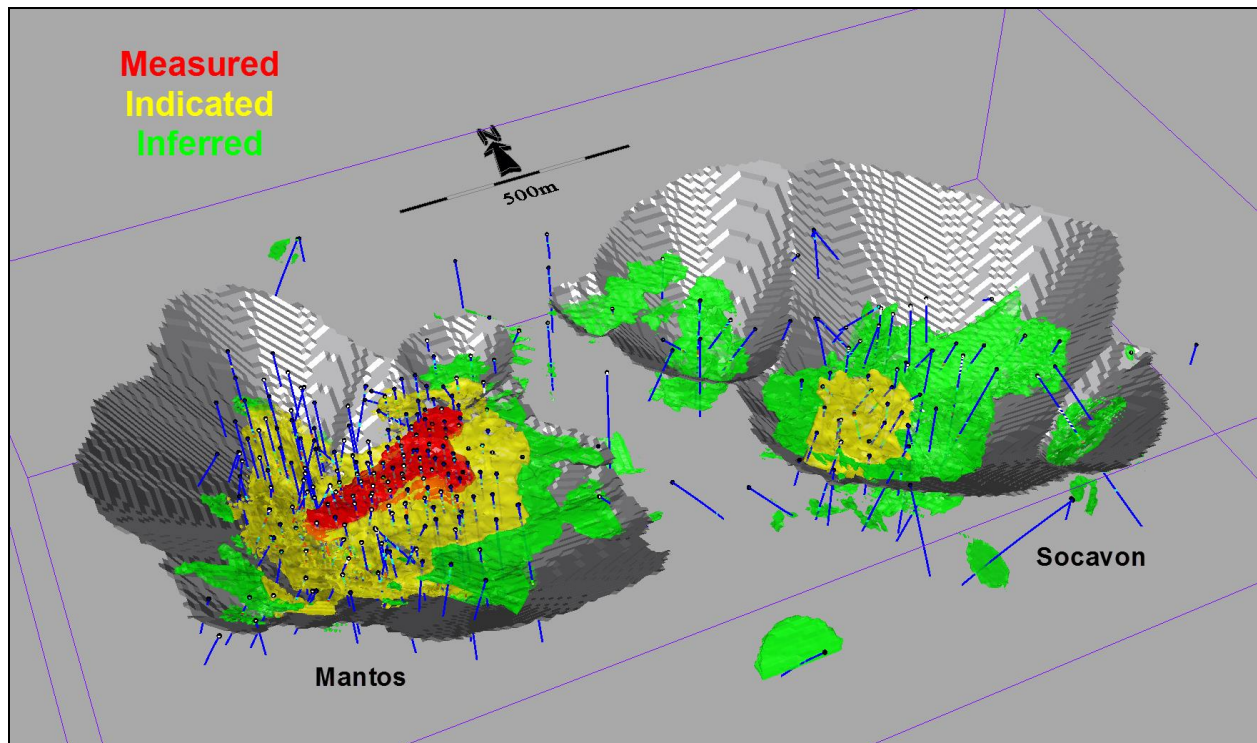 Measured
Indicated
Inferred
N
500m
Socavon
Mantos